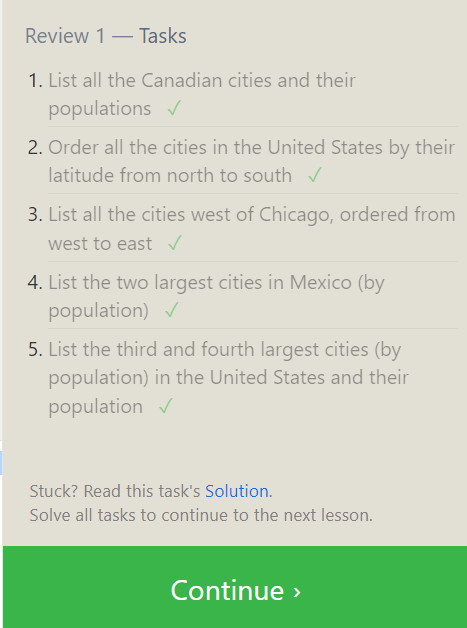 Review 1 — Tasks
1. List all the Canadian cities and their
populations ✓
2. Order all the cities in the United States by their
latitude from north to south ✓
3. List all the cities west of Chicago, ordered from
west to east ✓
4. List the two largest cities in Mexico (by
population) ✓
5. List the third and fourth largest cities (by
population) in the United States and their
population ✓
Stuck? Read this task's Solution.
Solve all tasks to continue to the next lesson.
Continue ›